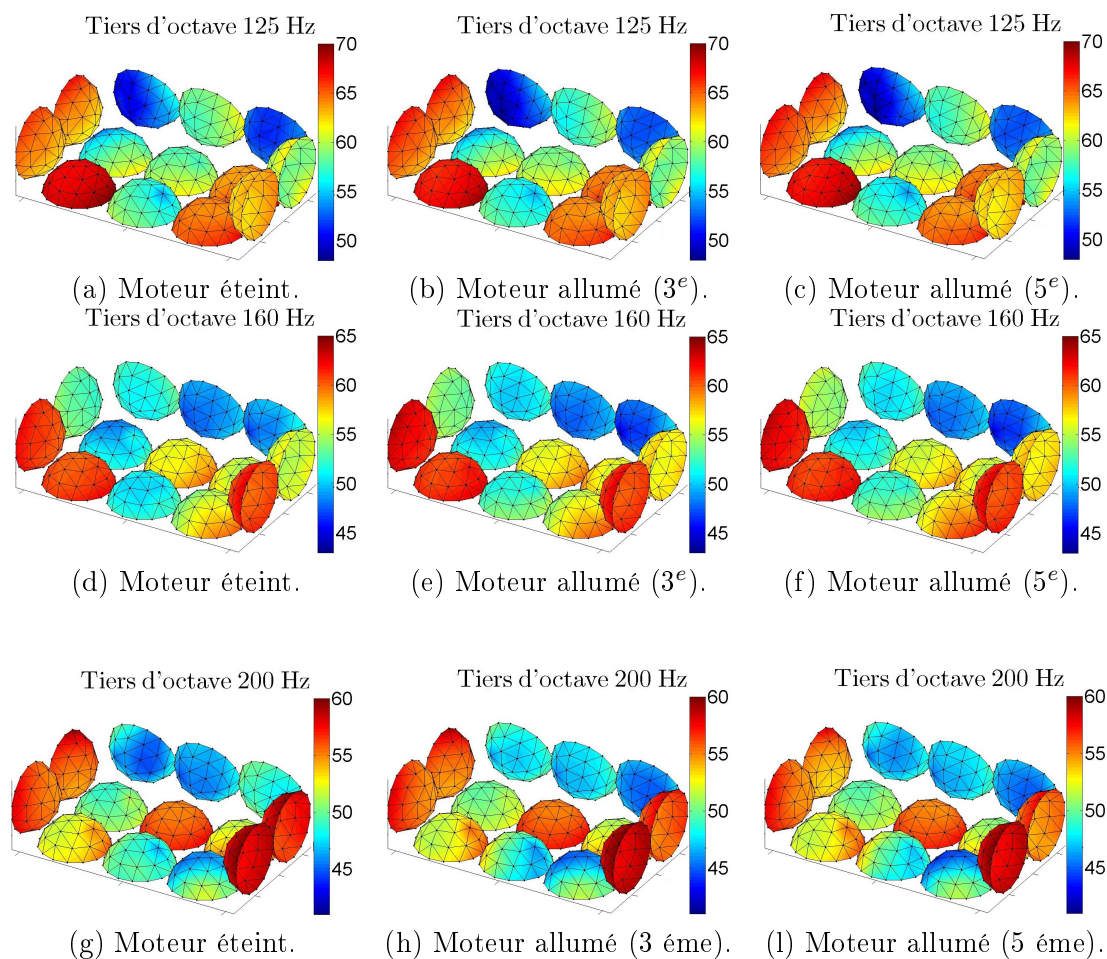 Tiers d'octave 125 Hz Tiers d'octave 125 Hz Tiers d'octave 125 Hz
70 70 70
65 65 65
60 60 60
55 55 55
50 50 50
(a) Moteur éteint. (b) Moteur allumé (3e). (c) Moteur allumé (5e).
Tiers d'octave 160 Hz Tiers d'octave 160 Hz Tiers d'octave 160 Hz
65 65 65
60 60 60
55 55 55
50 50 50
45 45 45
(d) Moteur éteint. (e) Moteur allumé (3e). (f) Moteur allumé (5e).
Tiers d'octave 200 Hz Tiers d'octave 200 Hz Tiers d'octave 200 Hz
60 60 60
55 55 55
50 50 50
45 45 45
(g) Moteur éteint. (h) Moteur allumé (3 éme). (l) Moteur allumé (5 éme).